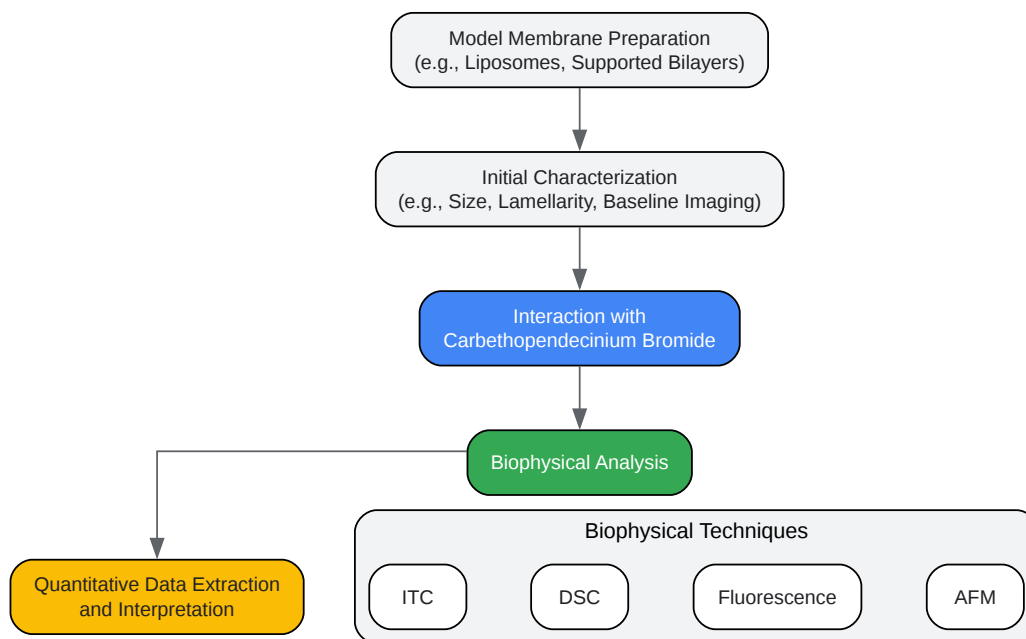 Model Membrane Preparation
(e.g., Liposomes, Supported Bilayers)
Initial Characterization
(e.g., Size, Lamellarity, Baseline Imaging)
Interaction with
Carbethopendecinium Bromide
Biophysical Analysis
Quantitative Data Extraction
and Interpretation
Biophysical Techniques
ITC
DSC
Fluorescence
AFM